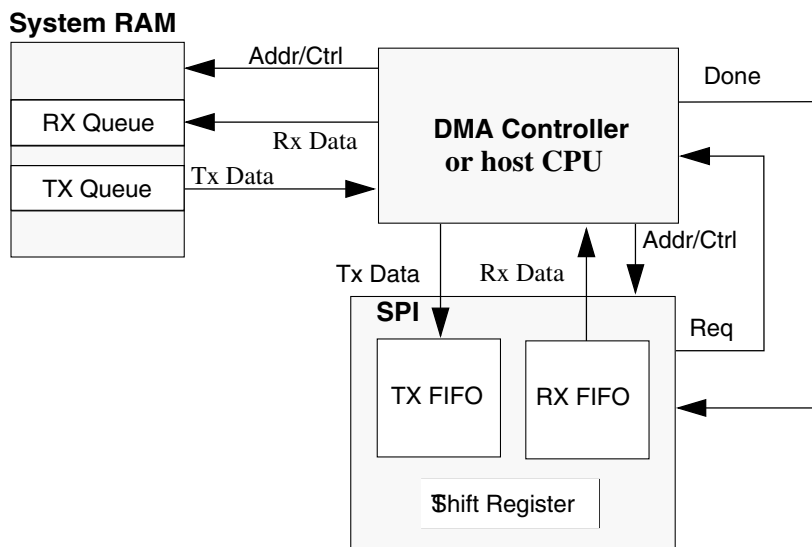 System RAM
Addr/Ctrl
Done
RX Queue
Rx Data
DMA Controller
or host CPU
TX Queue
Tx Data
Addr/Ctrl
Tx Data
Rx Data
SPI
Req
TX FIFO
RX FIFO
Shift Register